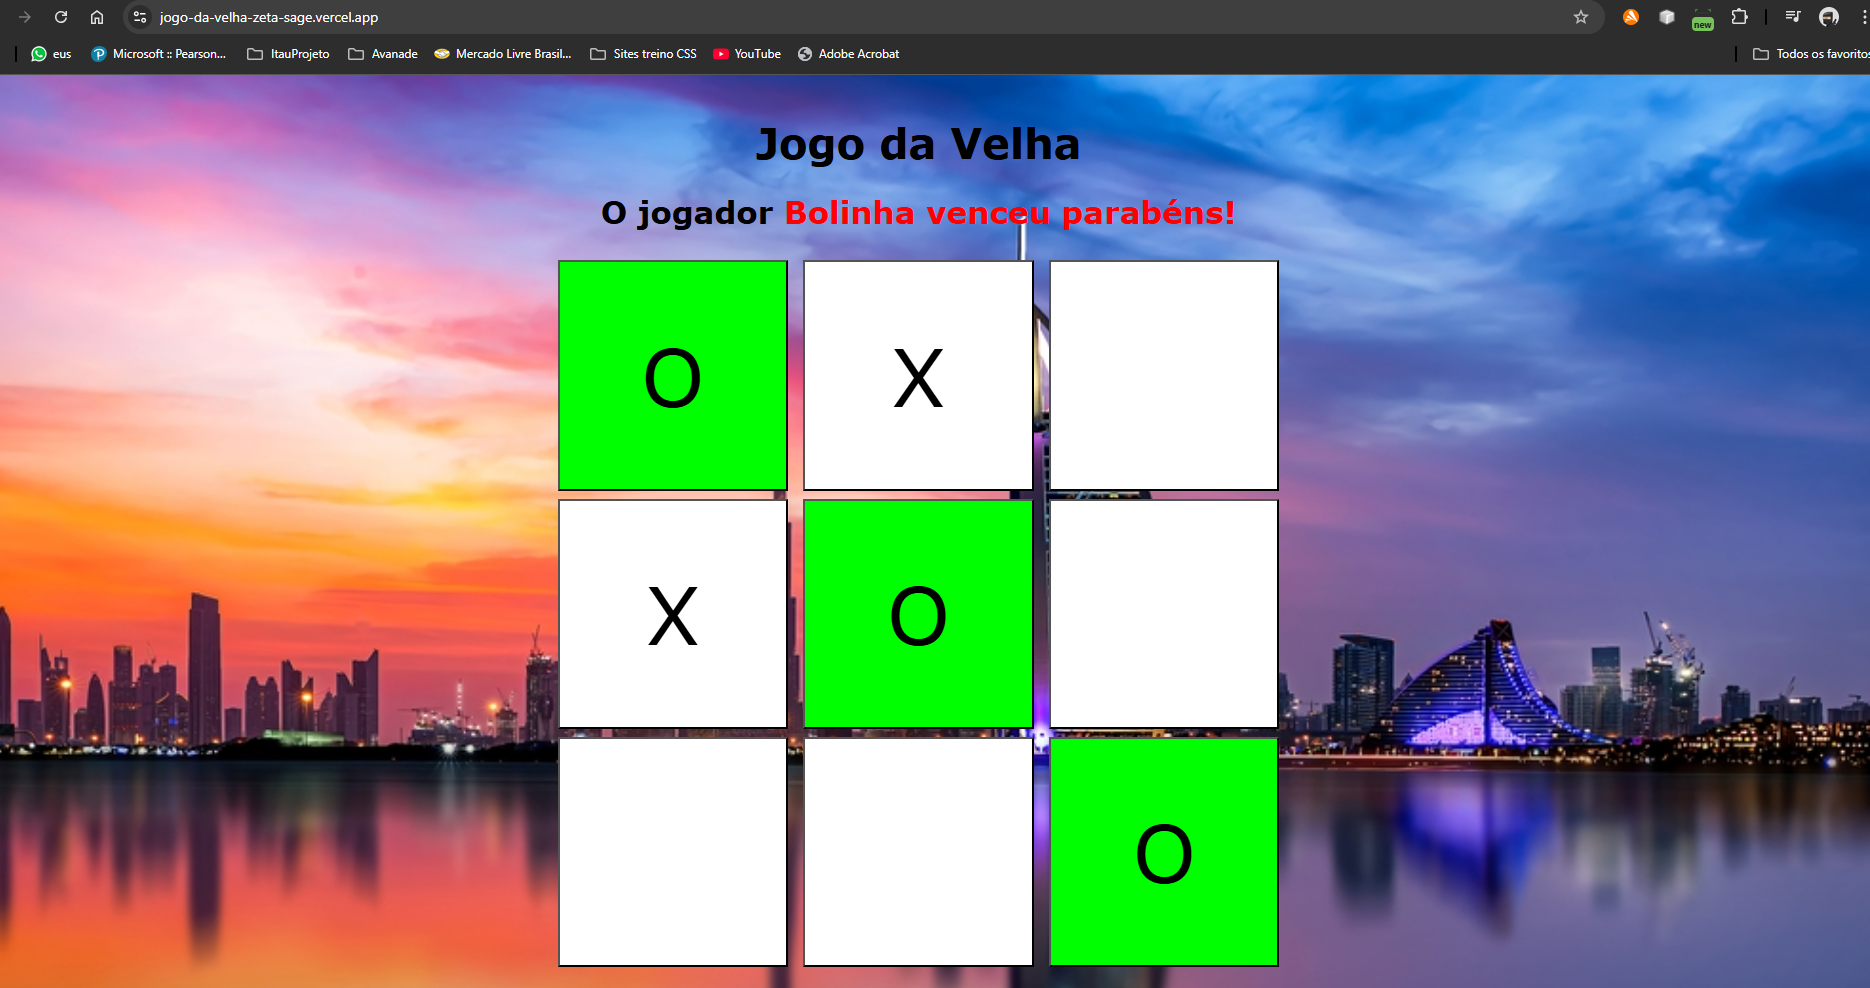 jogo-da-velha-zeta-sage.vercel.app
new
eus
Microsoft :: Pearson...
ItauProjeto
Avanade
Mercado Livre Brasil...
Sites treino CSS
YouTube
Adobe Acrobat
Todos os favoritos
Jogo da Velha
O jogador Bolinha venceu parabéns!
O X
X O
O